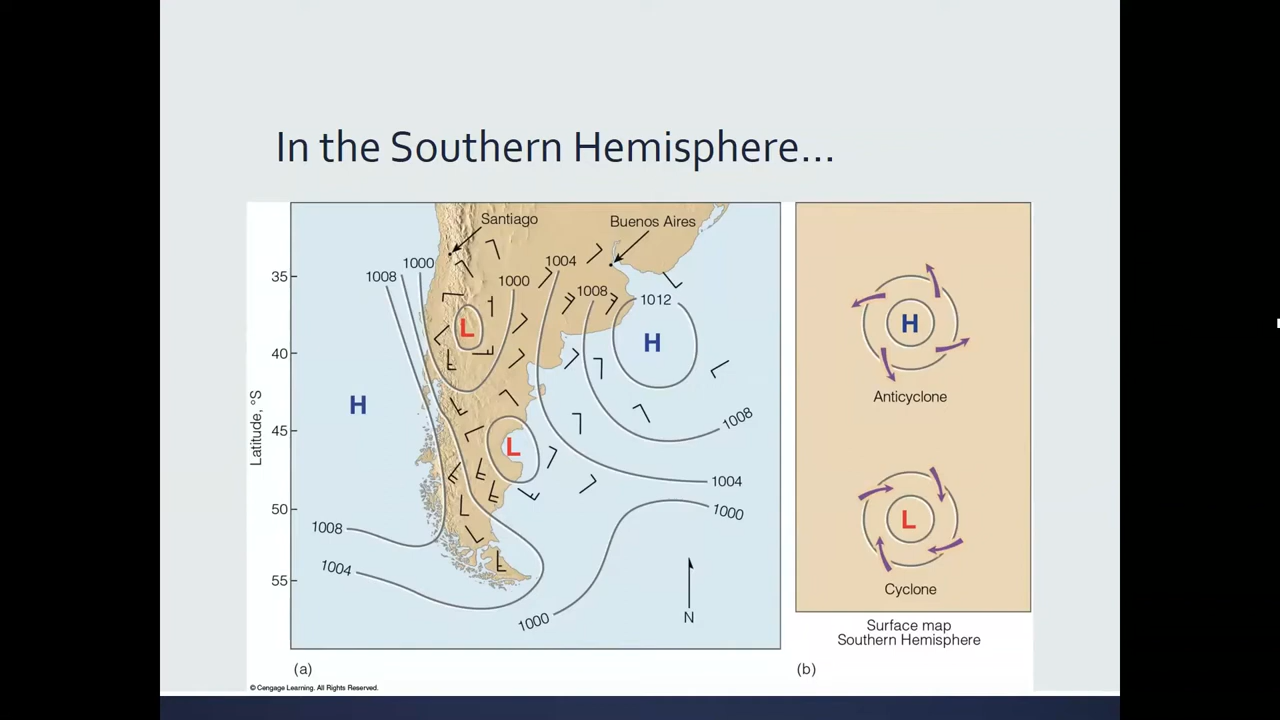 In the Southern Hemisphere...
Santiago
Buenos Aires
1000
1008
1004
1000
1008
1012
35
L
H
40
H
Latitude, °S
45
L
1008
1004
50
1000
1008
1004
55
1000
N
(a)
© Cengage Learning. All Rights Reserved.
H
Anticyclone
L
Cyclone
Surface map
Southern Hemisphere
(b)